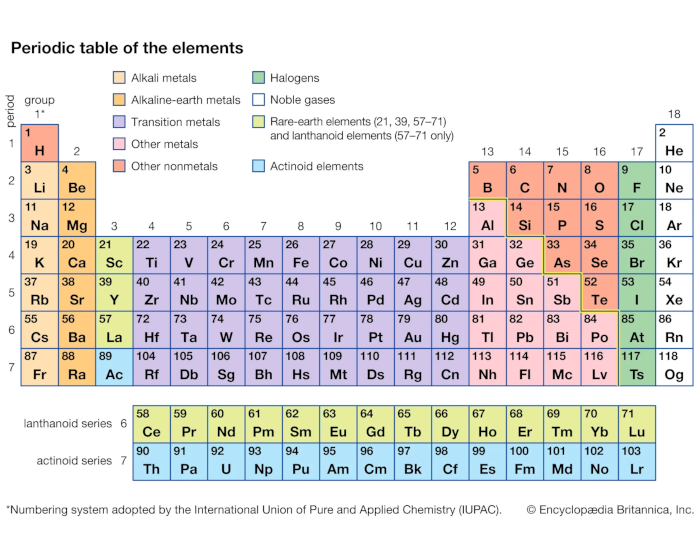 Periodic table of the elements
Alkali metals
Alkaline-earth metals
Transition metals
Other metals
Other nonmetals
Halogens
Noble gases
Rare-earth elements (21, 39, 57–71)
and lanthanoid elements (57–71 only)
Actinoid elements
period
group
1* 2 3 4 5 6 7 8 9 10 11 12 13 14 15 16 17 18
1
1 H 2 He
2
3 Li 4 Be 5 B 6 C 7 N 8 O 9 F 10 Ne
3
11 Na 12 Mg 13 Al 14 Si 15 P 16 S 17 Cl 18 Ar
4
19 K 20 Ca 21 Sc 22 Ti 23 V 24 Cr 25 Mn 26 Fe 27 Co 28 Ni 29 Cu 30 Zn 31 Ga 32 Ge 33 As 34 Se 35 Br 36 Kr
5
37 Rb 38 Sr 39 Y 40 Zr 41 Nb 42 Mo 43 Tc 44 Ru 45 Rh 46 Pd 47 Ag 48 Cd 49 In 50 Sn 51 Sb 52 Te 53 I 54 Xe
6
55 Cs 56 Ba 57 La 72 Hf 73 Ta 74 W 75 Re 76 Os 77 Ir 78 Pt 79 Au 80 Hg 81 Tl 82 Pb 83 Bi 84 Po 85 At 86 Rn
7
87 Fr 88 Ra 89 Ac 104 Rf 105 Db 106 Sg 107 Bh 108 Hs 109 Mt 110 Ds 111 Rg 112 Cn 113 Nh 114 Fl 115 Mc 116 Lv 117 Ts 118 Og
lanthanoid series 6
58 Ce 59 Pr 60 Nd 61 Pm 62 Sm 63 Eu 64 Gd 65 Tb 66 Dy 67 Ho 68 Er 69 Tm 70 Yb 71 Lu
actinoid series 7
90 Th 91 Pa 92 U 93 Np 94 Pu 95 Am 96 Cm 97 Bk 98 Cf 99 Es 100 Fm 101 Md 102 No 103 Lr
*Numbering system adopted by the International Union of Pure and Applied Chemistry (IUPAC). © Encyclopædia Britannica, Inc.